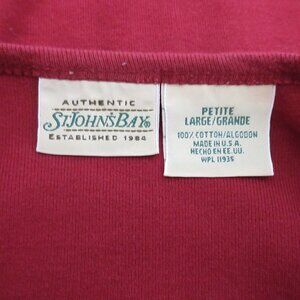 AUTHENTIC
ST.JOHN'S BAY®
ESTABLISHED 1984
PETITE
LARGE/GRANDE
100% COTTON/ALGODON
MADE IN U.S.A.
HECHO EN EE.UU.
WPL 11935